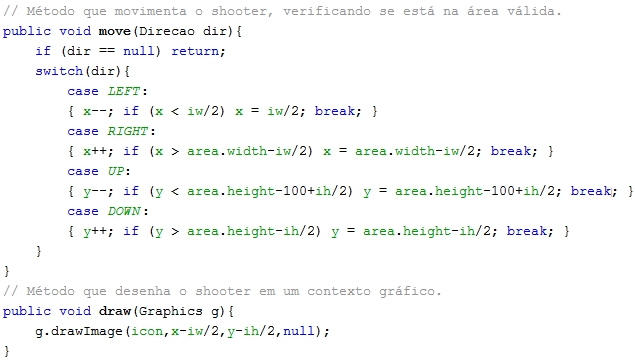 // Método que movimenta o shooter, verificando se está na área válida.
public void move(Direcao dir){
if (dir == null) return;
switch(dir){
case LEFT:
{ x--; if (x < iw/2) x = iw/2; break; }
case RIGHT:
{ x++; if (x > area.width-iw/2) x = area.width-iw/2; break; }
case UP:
{ y--; if (y < area.height-100+ih/2) y = area.height-100+ih/2; break; }
case DOWN:
{ y++; if (y > area.height-ih/2) y = area.height-ih/2; break; }
}
}
// Método que desenha o shooter em um contexto gráfico.
public void draw(Graphics g){
g.drawImage(icon,x-iw/2,y-ih/2,null);
}